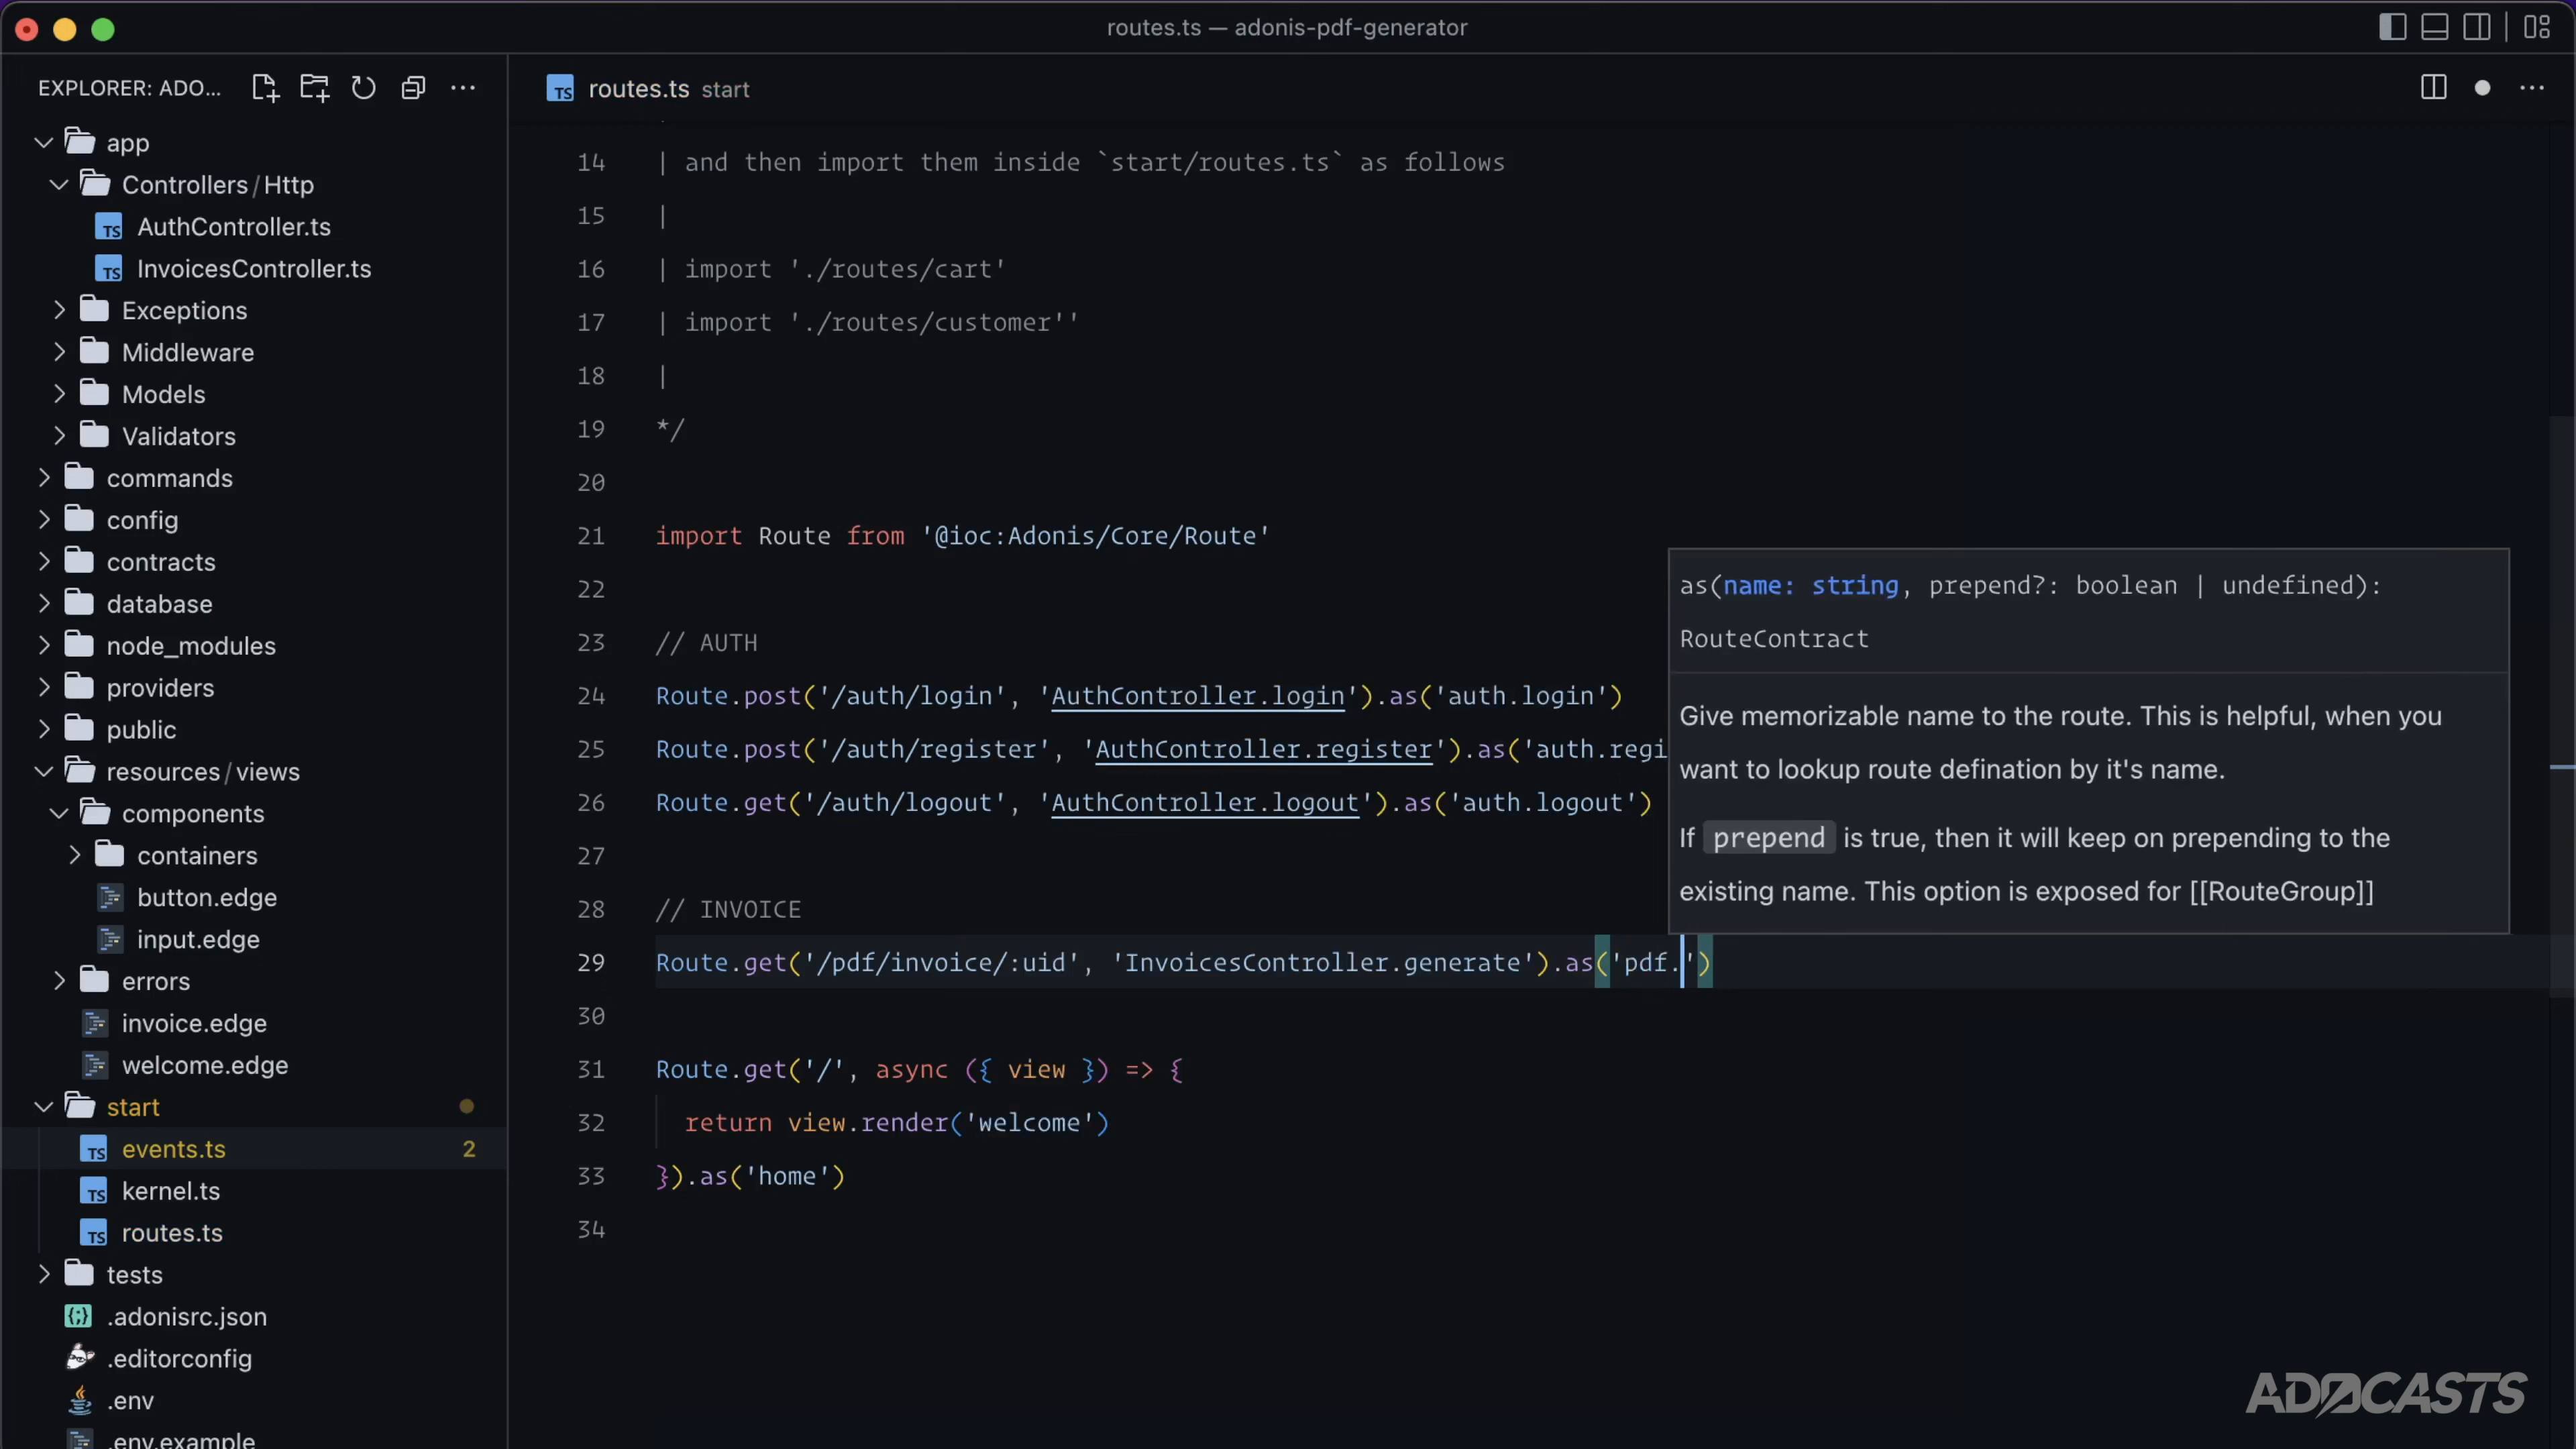 routes.ts — adonis-pdf-generator
EXPLORER: ADO...
routes.ts start
app
Controllers/Http
AuthController.ts
InvoicesController.ts
Exceptions
Middleware
Models
Validators
commands
config
contracts
database
node_modules
providers
public
resources/views
components
containers
button.edge
input.edge
errors
invoice.edge
welcome.edge
start
events.ts 2
kernel.ts
routes.ts
tests
.adonisrc.json
.editorconfig
.env
.env.example
14 | and then import them inside `start/routes.ts` as follows
15 |
16 | import './routes/cart'
17 | import './routes/customer''
18 |
19 */
20
21 import Route from '@ioc:Adonis/Core/Route'
22
23 // AUTH
24 Route.post('/auth/login', 'AuthController.login').as('auth.login')
25 Route.post('/auth/register', 'AuthController.register').as('auth.regi
26 Route.get('/auth/logout', 'AuthController.logout').as('auth.logout')
27
28 // INVOICE
29 Route.get('/pdf/invoice/:uid', 'InvoicesController.generate').as('pdf.')
30
31 Route.get('/', async ({ view }) => {
32 return view.render('welcome')
33 }).as('home')
34
as(name: string, prepend?: boolean | undefined):
RouteContract
Give memorizable name to the route. This is helpful, when you
want to lookup route defination by it's name.
If prepend is true, then it will keep on prepending to the
existing name. This option is exposed for [[RouteGroup]]
ADOCASTS